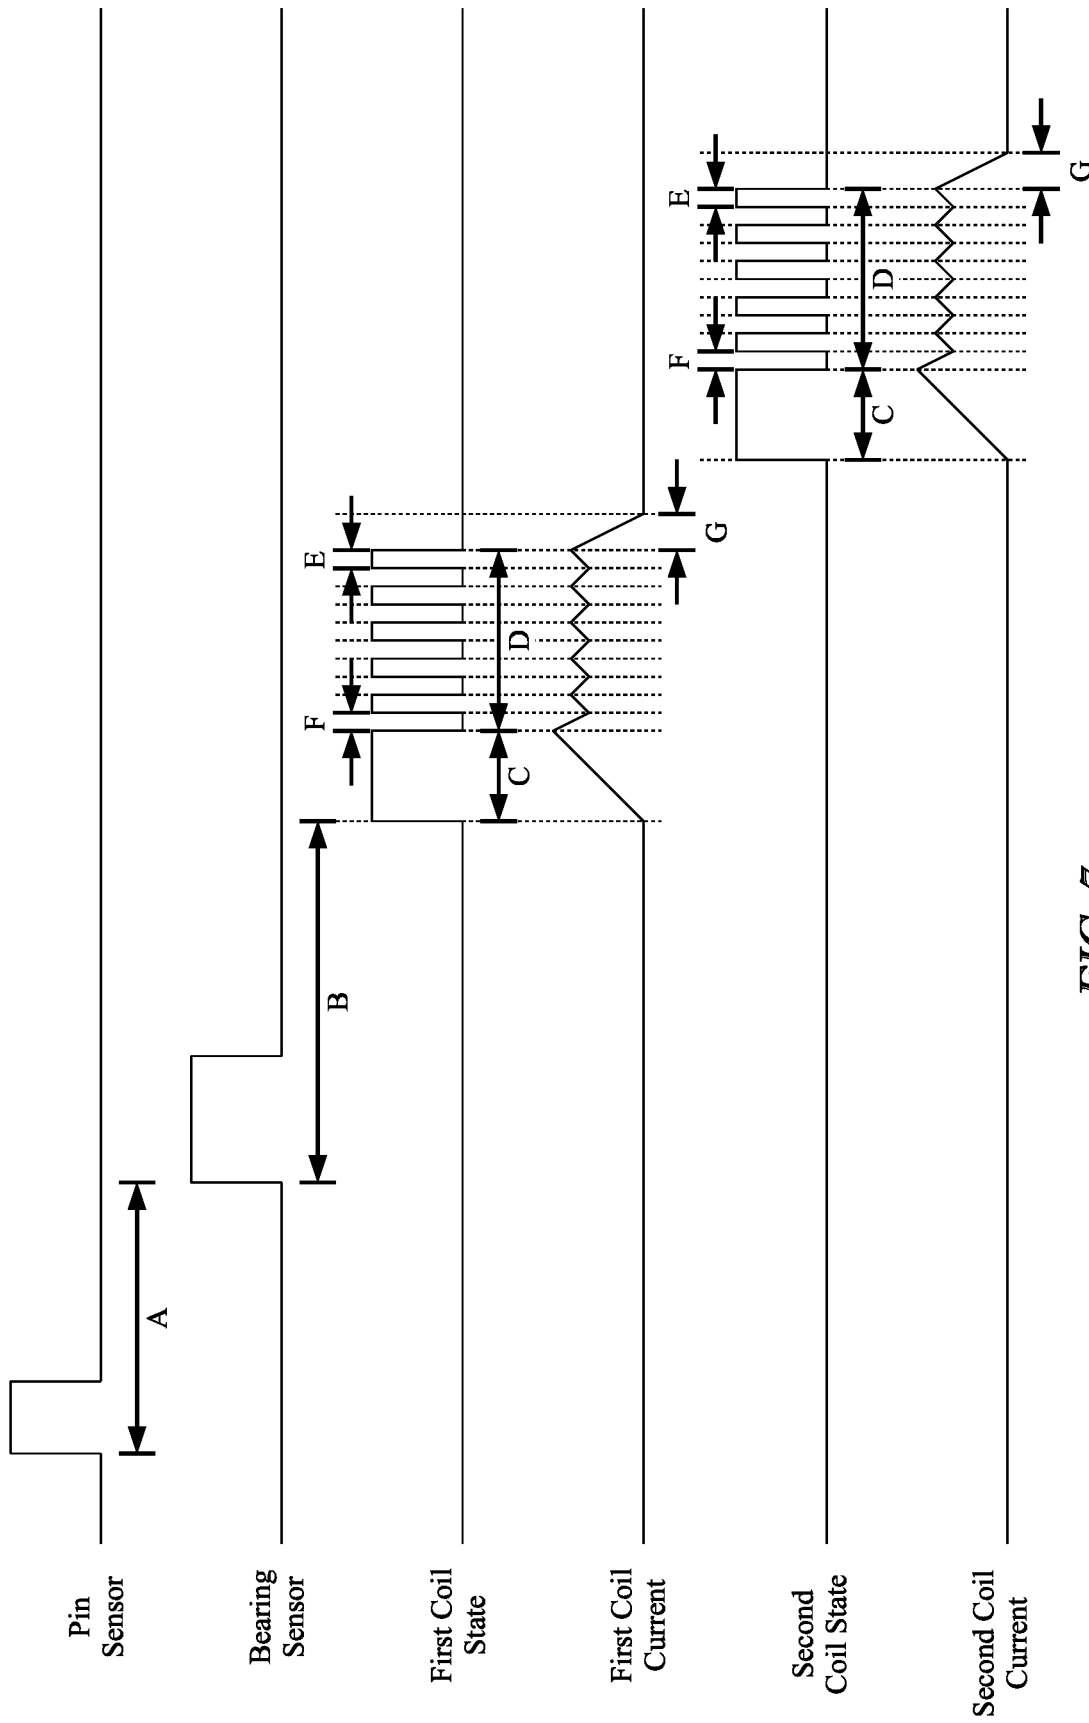 Pin
Sensor
A
Bearing
Sensor
B
First Coil
State
F
E
C
D
First Coil
Current
G
Second
Coil State
F
E
C
D
Second Coil
Current
G